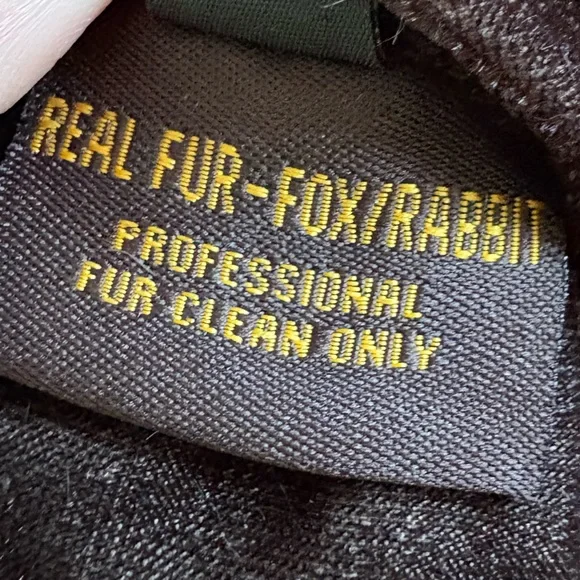 REAL FUR-FOX/RABBIT
PROFESSIONAL
FUR CLEAN ONLY